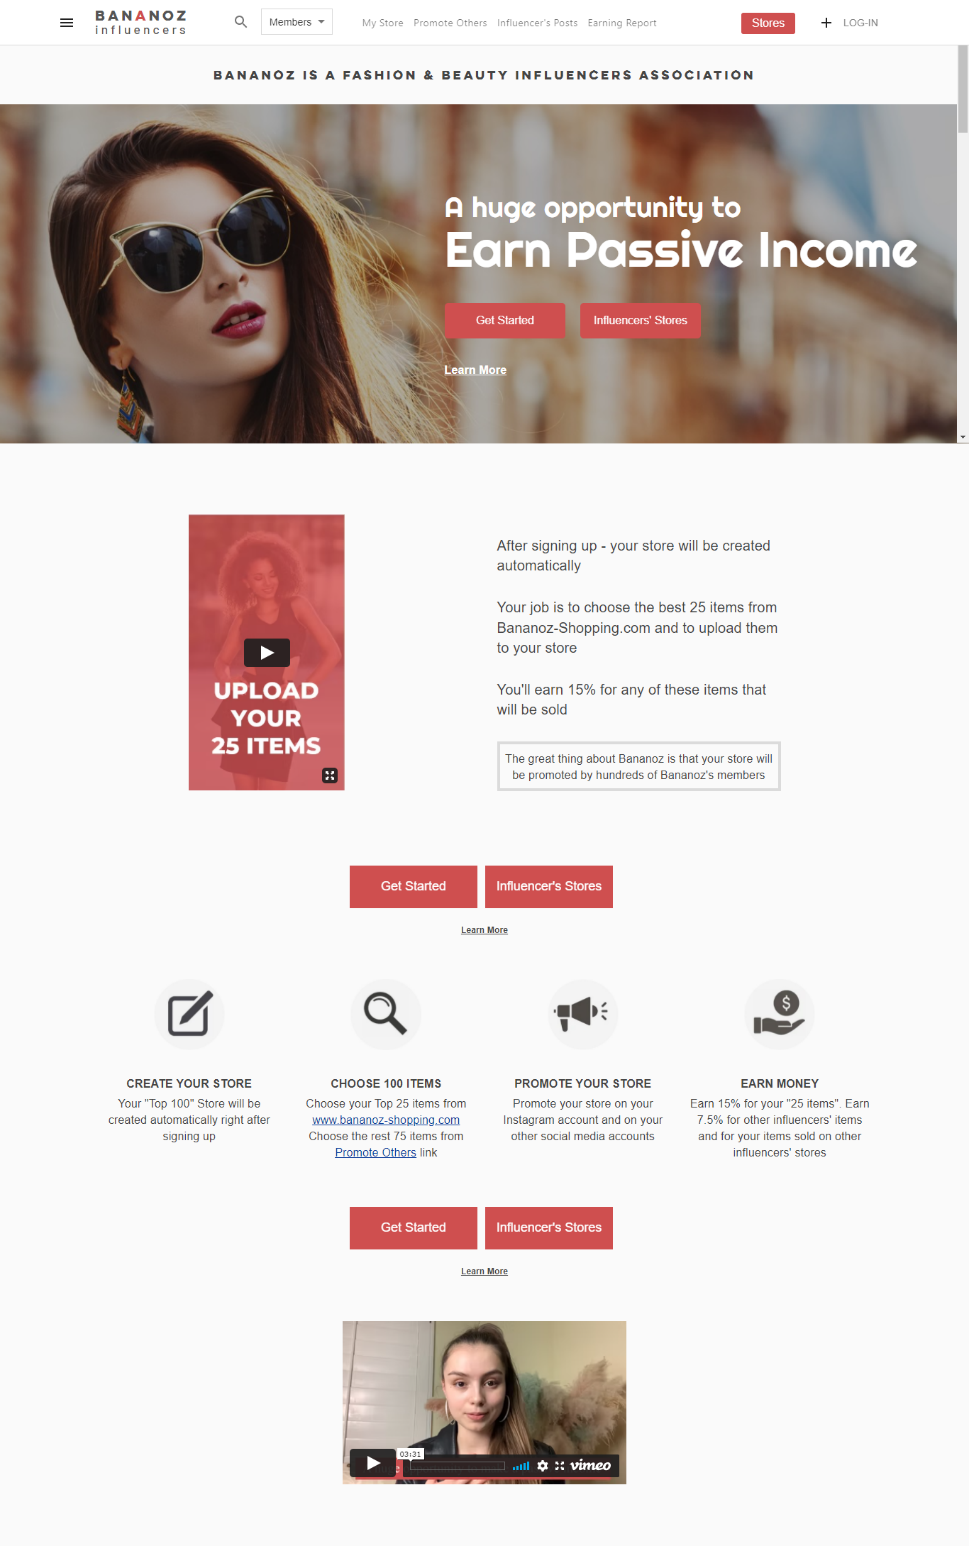 BANANOZ
influencers
Members
My Store
Promote Others
Influencer's Posts
Earning Report
Stores
LOG-IN
BANANOZ IS A FASHION & BEAUTY INFLUENCERS ASSOCIATION
A huge opportunity to
Earn Passive Income
Get Started
Influencers' Stores
Learn More
UPLOAD
YOUR
25 ITEMS
After signing up - your store will be created
automatically
Your job is to choose the best 25 items from
Bananoz-Shopping.com and to upload them
to your store
You'll earn 15% for any of these items that
will be sold
The great thing about Bananoz is that your store will
be promoted by hundreds of Bananoz's members
Get Started
Influencer's Stores
Learn More
CREATE YOUR STORE
Your "Top 100" Store will be
created automatically right after
signing up
CHOOSE 100 ITEMS
Choose your Top 25 items from
www.bananoz-shopping.com
Choose the rest 75 items from
Promote Others link
PROMOTE YOUR STORE
Promote your store on your
Instagram account and on your
other social media accounts
EARN MONEY
Earn 15% for your "25 items". Earn
7.5% for other influencers' items
and for your items sold on other
influencers' stores
Get Started
Influencer's Stores
Learn More
03:31
vimeo